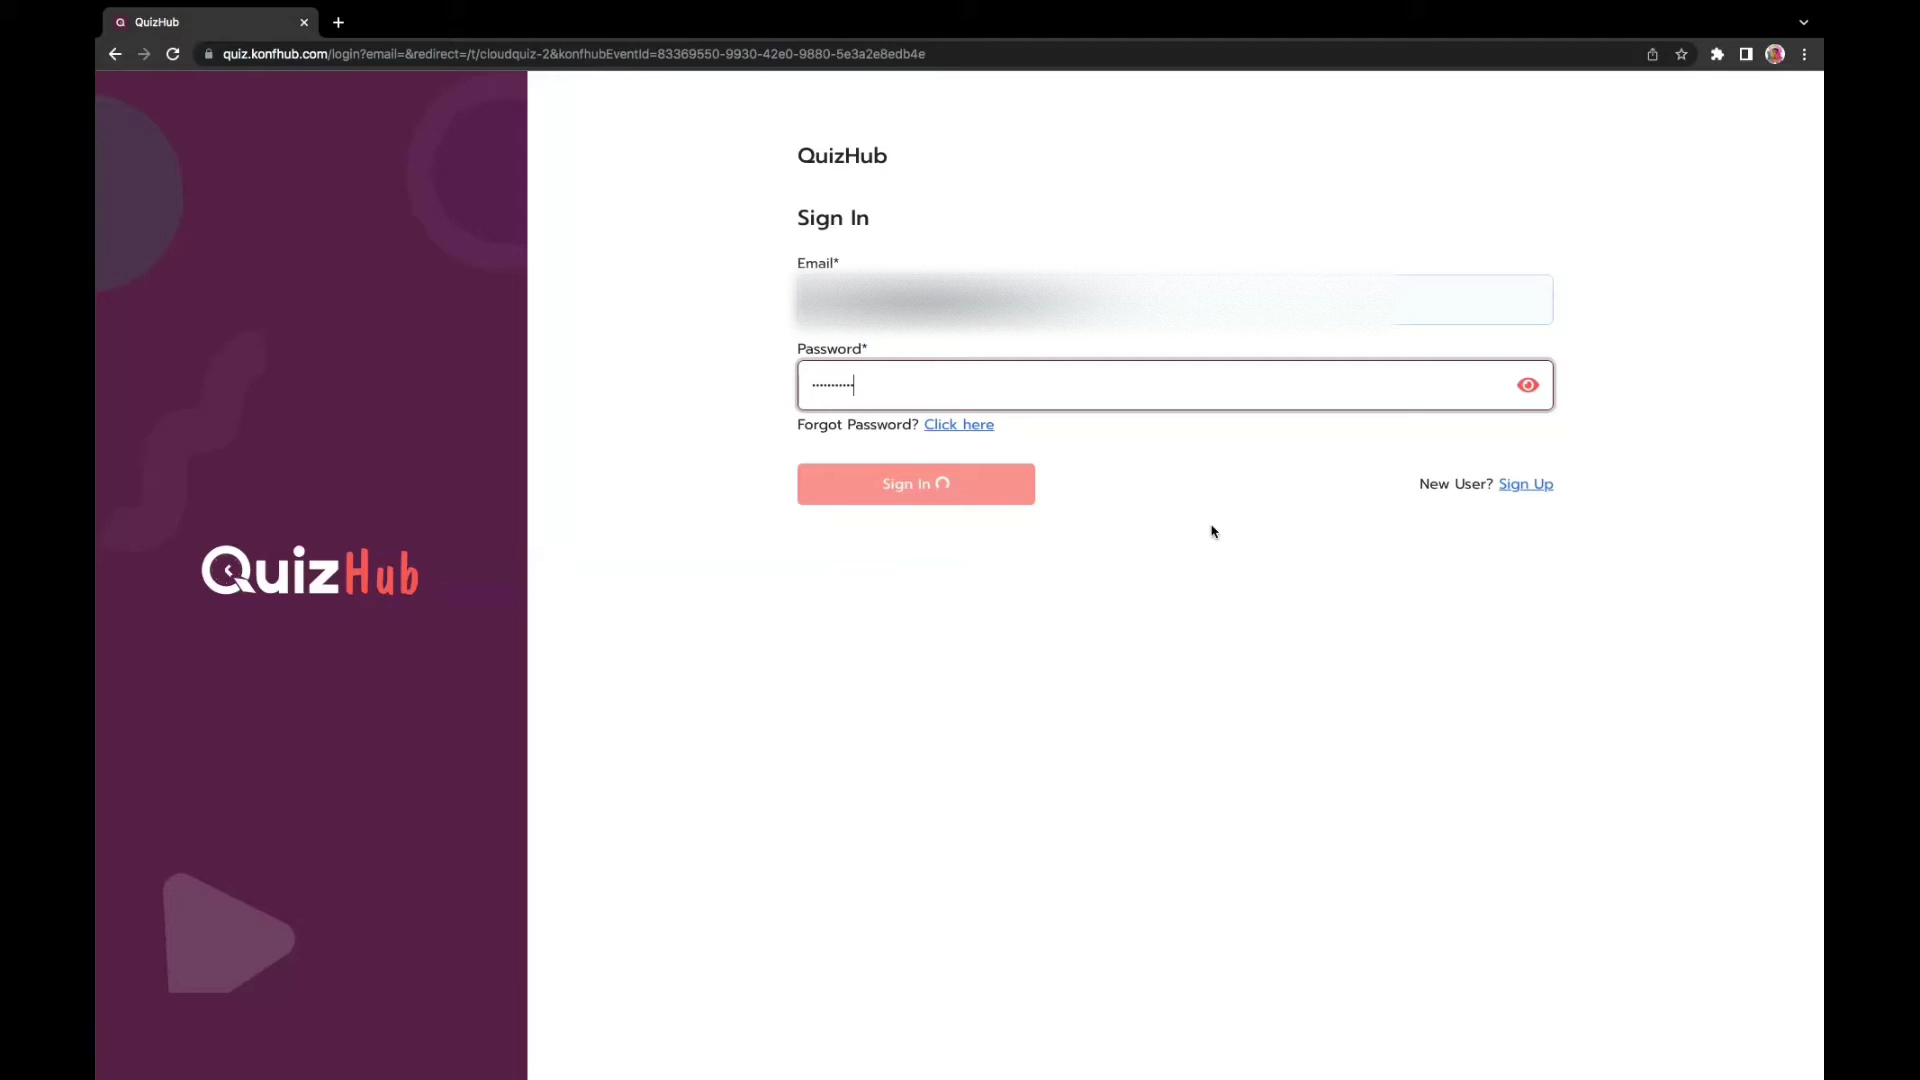 QuizHub
quiz.konfhub.com/login?email=&redirect=/t/cloudquiz-2&konfhubEventId=83369550-9930-42e0-9880-5e3a2e8edb4e
QuizHub
Sign In
Email*
Password*
Forgot Password? Click here
Sign In
New User? Sign Up
QuizHub